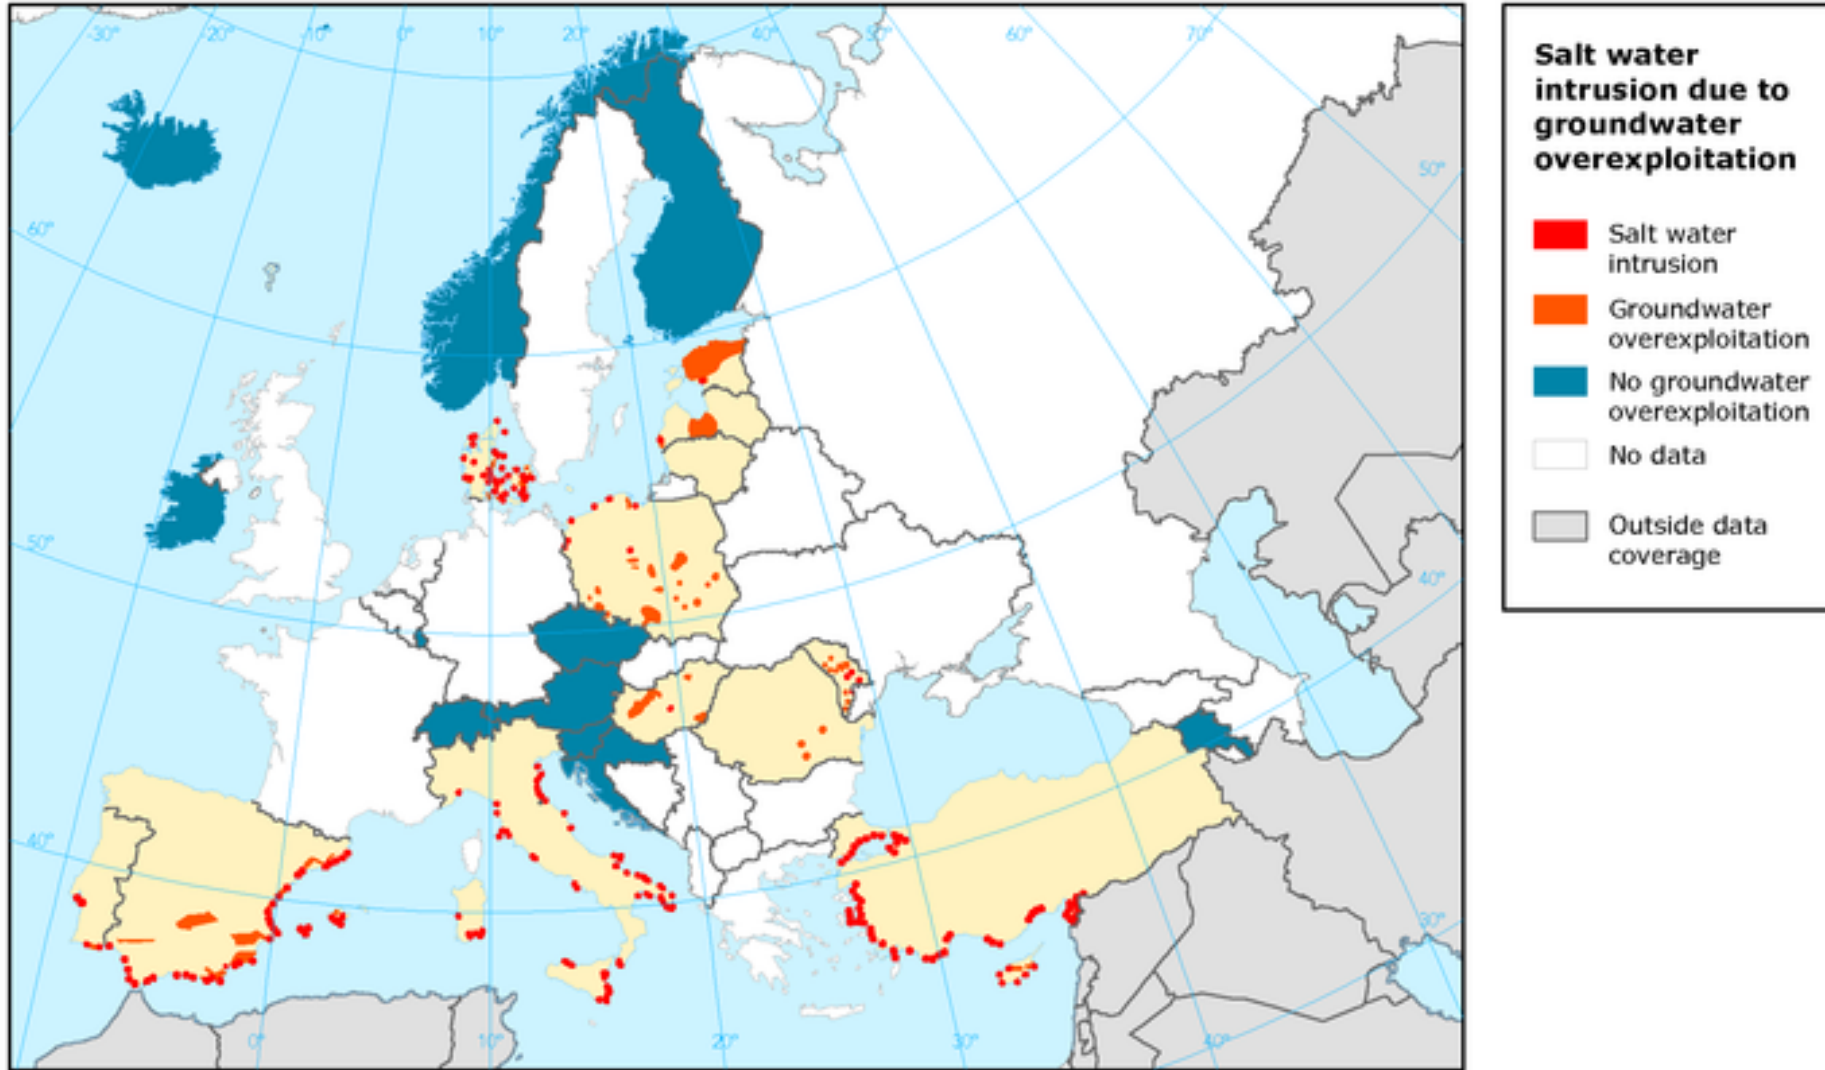 -30°
-20°
-10°
0°
10°
20°
40°
50°
60°
70°
60°
50°
50°
40°
40°
30°
0°
10°
20°
30°
40°
Salt water
intrusion due to
groundwater
overexploitation
Salt water
intrusion
Groundwater
overexploitation
No groundwater
overexploitation
No data
Outside data
coverage